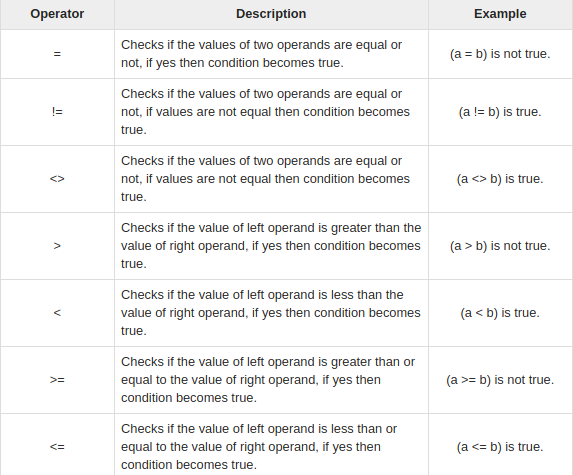 Operator Description Example
= Checks if the values of two operands are equal or not, if yes then condition becomes true. (a = b) is not true.
!= Checks if the values of two operands are equal or not, if values are not equal then condition becomes true. (a != b) is true.
<> Checks if the values of two operands are equal or not, if values are not equal then condition becomes true. (a <> b) is true.
> Checks if the value of left operand is greater than the value of right operand, if yes then condition becomes true. (a > b) is not true.
< Checks if the value of left operand is less than the value of right operand, if yes then condition becomes true. (a < b) is true.
>= Checks if the value of left operand is greater than or equal to the value of right operand, if yes then condition becomes true. (a >= b) is not true.
<= Checks if the value of left operand is less than or equal to the value of right operand, if yes then condition becomes true. (a <= b) is true.